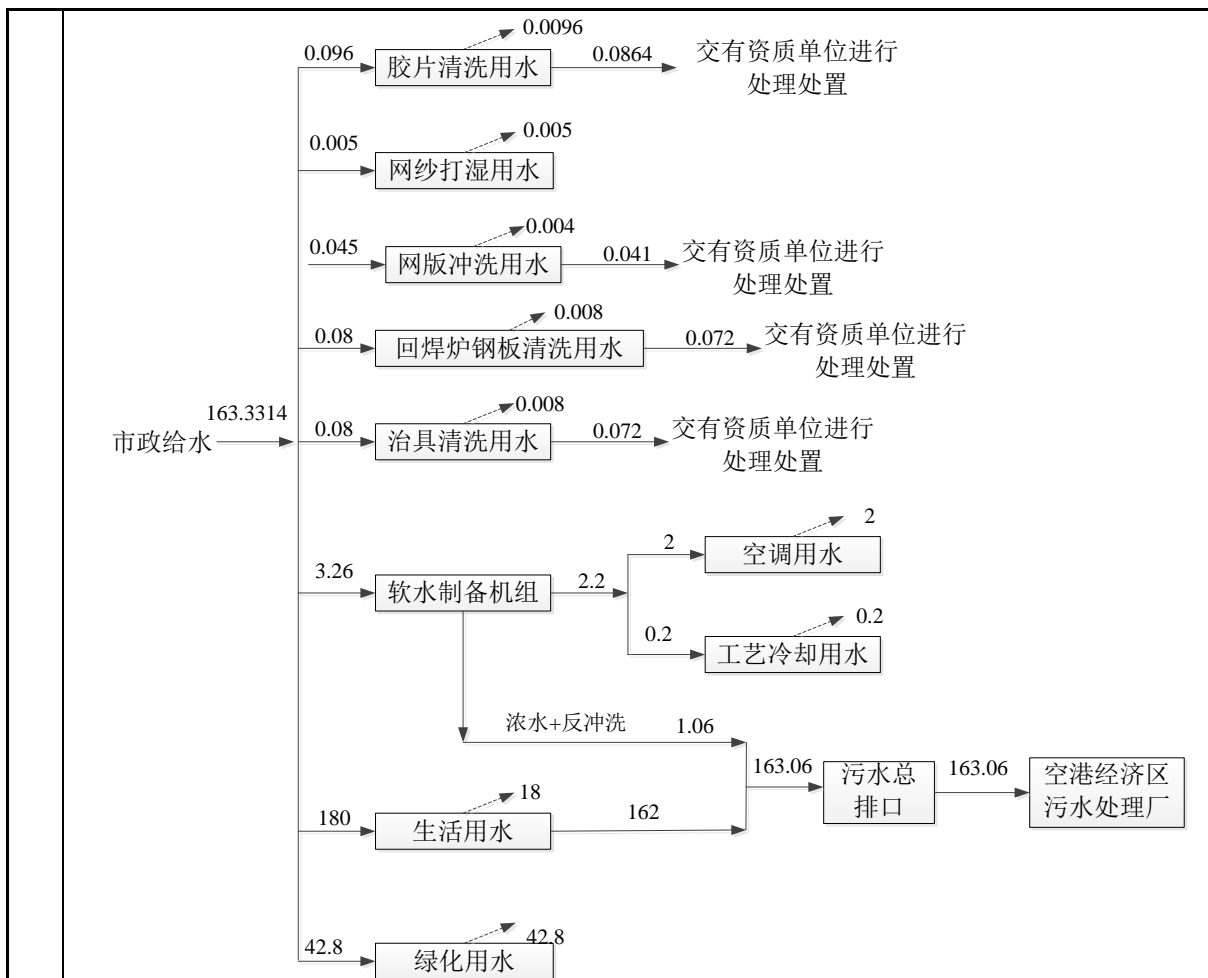 0.0096
0.096
胶片清洗用水
0.0864
交有资质单位进行
处理处置
0.005
0.005
网纱打湿用水
0.004
0.045
网版冲洗用水
0.041
交有资质单位进行
处理处置
0.008
0.08
回焊炉钢板清洗用水
0.072
交有资质单位进行
处理处置
163.3314
市政给水
0.008
0.08
治具清洗用水
0.072
交有资质单位进行
处理处置
2
2
空调用水
3.26
软水制备机组
2.2
0.2
0.2
工艺冷却用水
浓水+反冲洗
1.06
163.06
污水总
排口
163.06
空港经济区
污水处理厂
18
180
生活用水
162
42.8
42.8
绿化用水